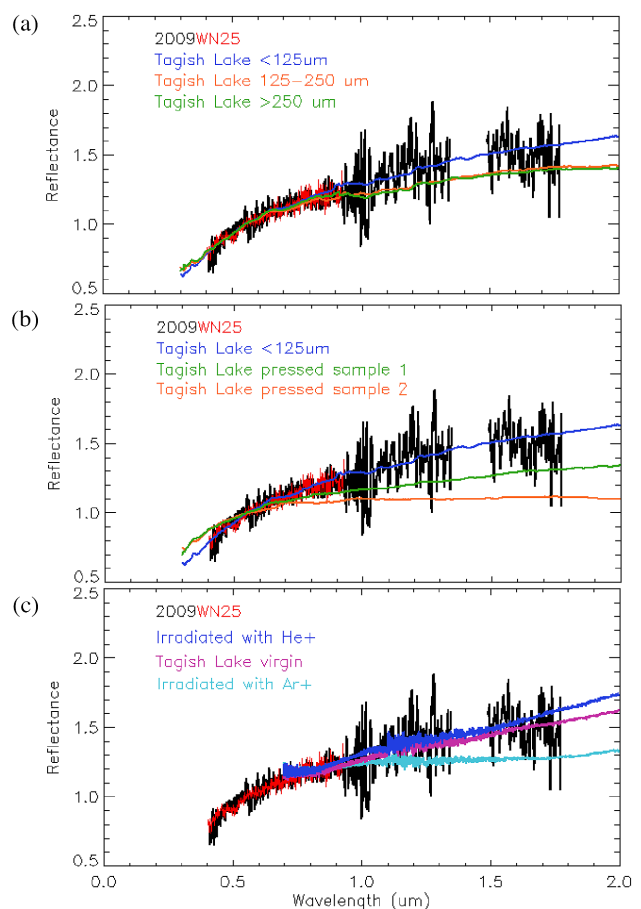 (a)
2.5
2009WN25
Tagish Lake <125um
Tagish Lake 125-250 um
Tagish Lake >250 um
2.0
1.5
1.0
0.5
Reflectance
(b)
2.5
2009WN25
Tagish Lake <125um
Tagish Lake pressed sample 1
Tagish Lake pressed sample 2
2.0
1.5
1.0
0.5
Reflectance
(c)
2.5
2009WN25
Irradiated with He+
Tagish Lake virgin
Irradiated with Ar+
2.0
1.5
1.0
0.5
Reflectance
0.0 0.5 1.0 1.5 2.0
Wavelength (um)